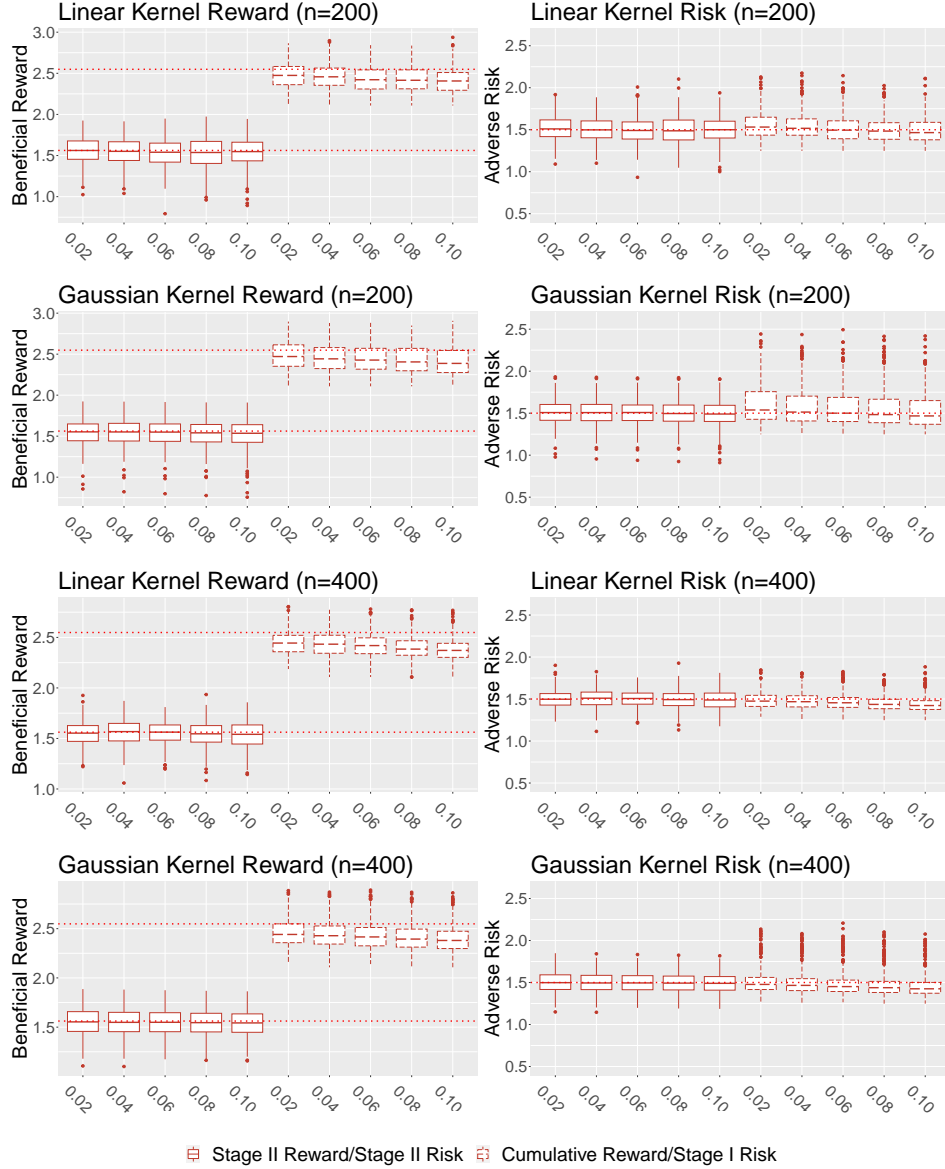 Linear Kernel Reward (n=200)
Beneficial Reward
3.0
2.5
2.0
1.5
1.0
0.02 0.04 0.06 0.08 0.10 0.02 0.04 0.06 0.08 0.10
Linear Kernel Risk (n=200)
Adverse Risk
2.5
2.0
1.5
1.0
0.5
0.02 0.04 0.06 0.08 0.10 0.02 0.04 0.06 0.08 0.10
Gaussian Kernel Reward (n=200)
Beneficial Reward
3.0
2.5
2.0
1.5
1.0
0.02 0.04 0.06 0.08 0.10 0.02 0.04 0.06 0.08 0.10
Gaussian Kernel Risk (n=200)
Adverse Risk
2.5
2.0
1.5
1.0
0.5
0.02 0.04 0.06 0.08 0.10 0.02 0.04 0.06 0.08 0.10
Linear Kernel Reward (n=400)
Beneficial Reward
2.5
2.0
1.5
1.0
0.02 0.04 0.06 0.08 0.10 0.02 0.04 0.06 0.08 0.10
Linear Kernel Risk (n=400)
Adverse Risk
2.5
2.0
1.5
1.0
0.5
0.02 0.04 0.06 0.08 0.10 0.02 0.04 0.06 0.08 0.10
Gaussian Kernel Reward (n=400)
Beneficial Reward
2.5
2.0
1.5
0.02 0.04 0.06 0.08 0.10 0.02 0.04 0.06 0.08 0.10
Gaussian Kernel Risk (n=400)
Adverse Risk
2.5
2.0
1.5
1.0
0.5
0.02 0.04 0.06 0.08 0.10 0.02 0.04 0.06 0.08 0.10
Stage II Reward/Stage II Risk Cumulative Reward/Stage I Risk